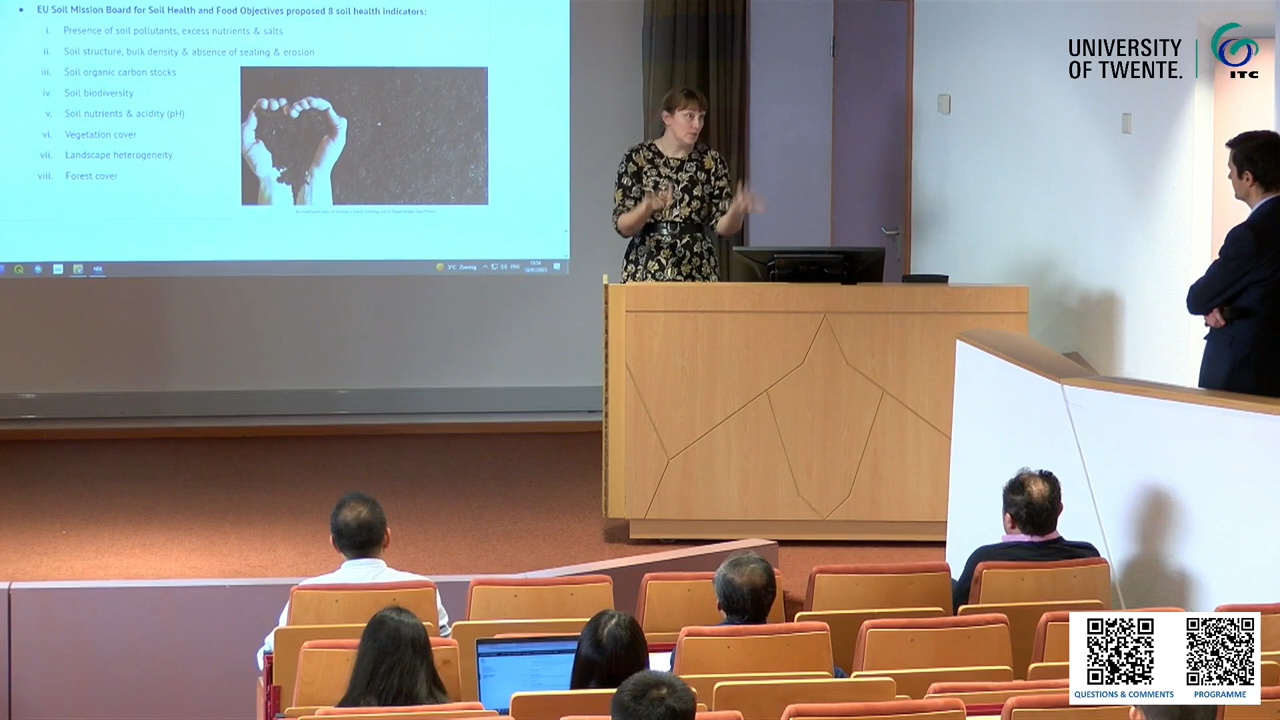 EU Soil Mission Board for Soil Health and Food Objectives proposed 8 soil health indicators:
i. Presence of soil pollutants, excess nutrients & salts
ii. Soil structure, bulk density & absence of sealing & erosion
iii. Soil organic carbon stocks
iv. Soil biodiversity
v. Soil nutrients & acidity (pH)
vi. Vegetation cover
vii. Landscape heterogeneity
viii. Forest cover
UNIVERSITY
OF TWENTE.
ITC
QUESTIONS & COMMENTS
PROGRAMME